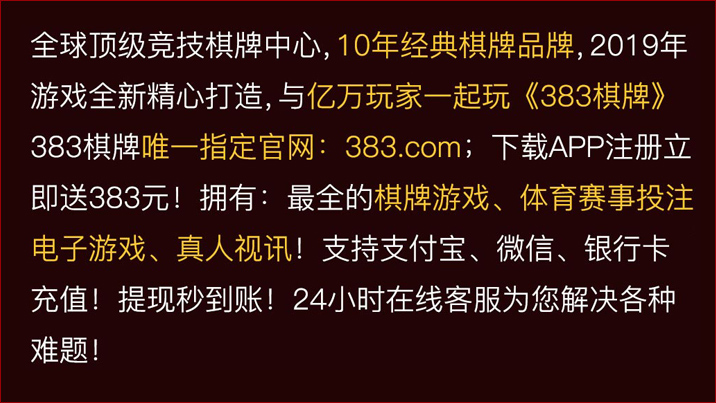 全球顶级竞技棋牌中心,10年经典棋牌品牌,2019年
游戏全新精心打造,与亿万玩家一起玩《383棋牌》
383棋牌唯一指定官网：383.com；下载APP注册立
即送383元！拥有：最全的棋牌游戏、体育赛事投注
电子游戏、真人视讯！支持支付宝、微信、银行卡
充值！提现秒到账！24小时在线客服为您解决各种
难题！